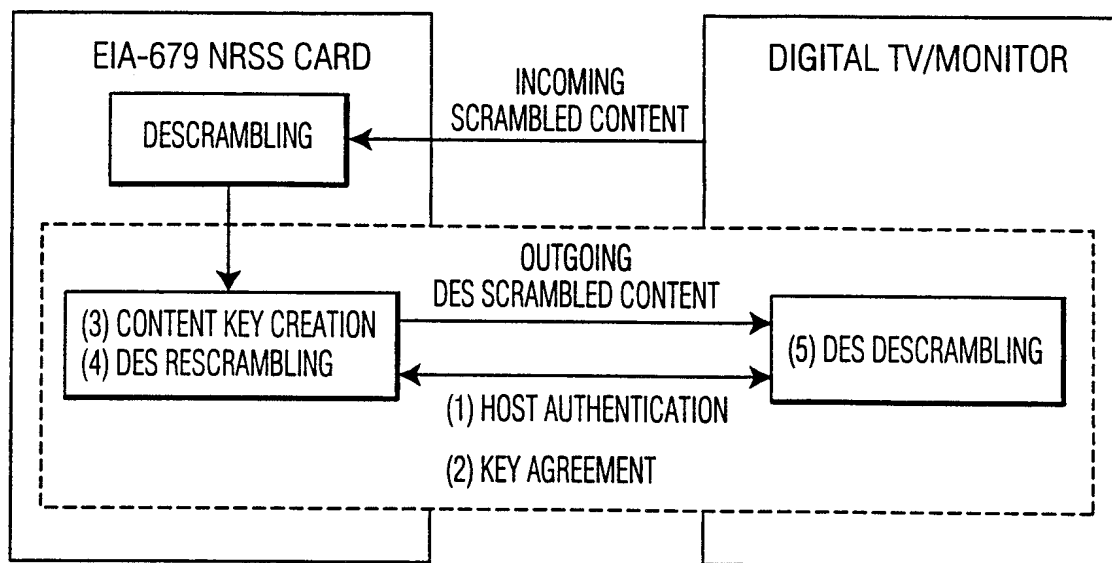 EIA-679 NRSS CARD
DIGITAL TV/MONITOR
INCOMING
SCRAMBLED CONTENT
DESCRAMBLING
OUTGOING
DES SCRAMBLED CONTENT
(3) CONTENT KEY CREATION
(4) DES RESCRAMBLING
(5) DES DESCRAMBLING
(1) HOST AUTHENTICATION
(2) KEY AGREEMENT